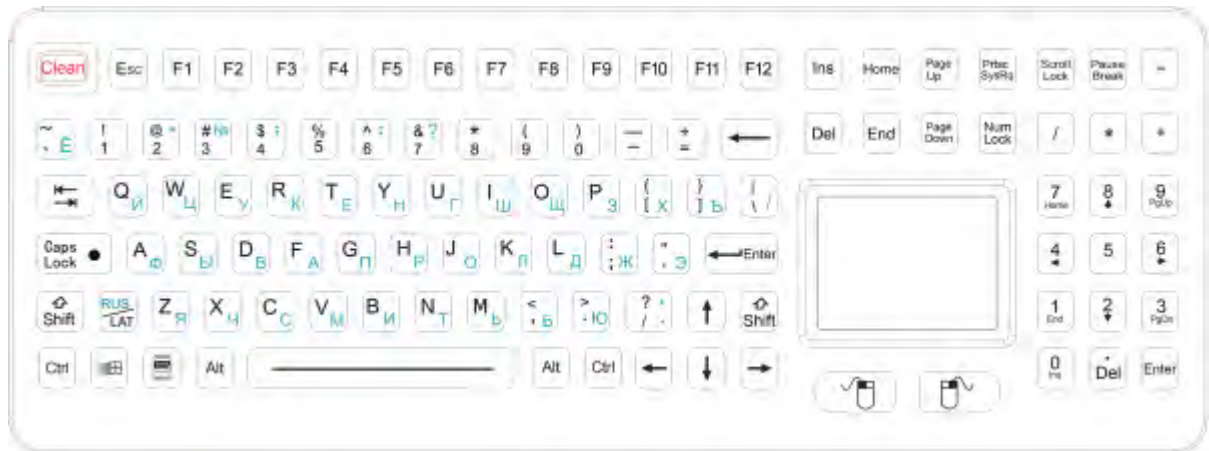 Clean Esc F1 F2 F3 F4 F5 F6 F7 F8 F9 F10 F11 F12 Ins Home Page Up Prtsc SysRq Scroll Lock Pause Break -
~ ` Ё ! 1 @ " 2 # № 3 $ ; 4 % 5 ^ : 6 & ? 7 * 8 ( 9 ) 0 — - + = Del End Page Down Num Lock / * +
Q Й W Ц E У R К T Е Y Н U Г I Ш O Щ P З { [ Х } ] Ъ | \ / 7 Home 8 9 PgUp
Caps Lock A Ф S Ы D В F А G П H Р J О K Л L Д : ; Ж " ' Э Enter 4 5 6
Shift RUS LAT Z Я X Ч C С V М B И N Т M Ь < , Б > . Ю ? / , . Shift 1 End 2 3 PgDn
Ctrl Alt Alt Ctrl 0 Ins . Del Enter